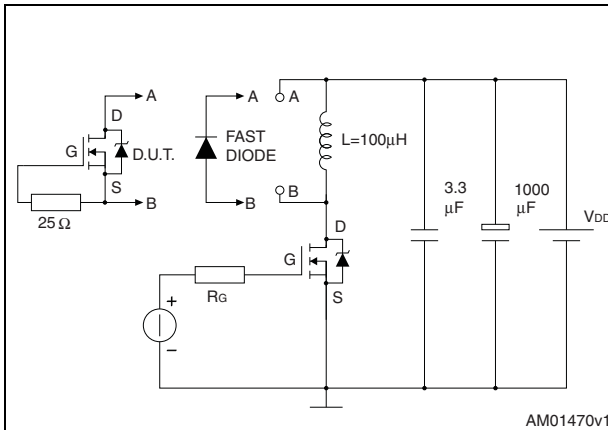 A
A
A
D
G
D.U.T.
FAST
DIODE
L=100μH
S
B
B
B
25 Ω
D
3.3
μF
1000
μF
VDD
G
RG
S
+
–
AM01470v1